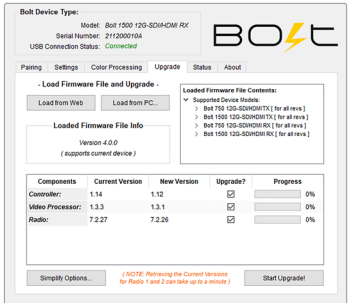 Bolt Device Type:
Model: Bolt 1500 12G-SDI/HDMI RX
Serial Number: 211200010A
USB Connection Status: Connected
BOLT
Pairing Settings Color Processing Upgrade Status About
- Load Firmware File and Upgrade -
Load from Web Load from PC...
Loaded Firmware File Info
Version 4.0.0
( supports current device )
Loaded Firmware File Contents:
Supported Device Models:
Bolt 750 12G-SDI/HDMI TX [ for all revs ]
Bolt 1500 12G-SDI/HDMI TX [ for all revs ]
Bolt 750 12G-SDI/HDMI RX [ for all revs ]
Bolt 1500 12G-SDI/HDMI RX [ for all revs ]
Components Current Version New Version Upgrade? Progress
Controller: 1.14 1.12 0%
Video Processor: 1.3.3 1.3.1 0%
Radio: 7.2.27 7.2.26 0%
Simplify Options...
( NOTE: Retrieving the Current Versions
for Radio 1 and 2 can take up to a minute )
Start Upgrade!